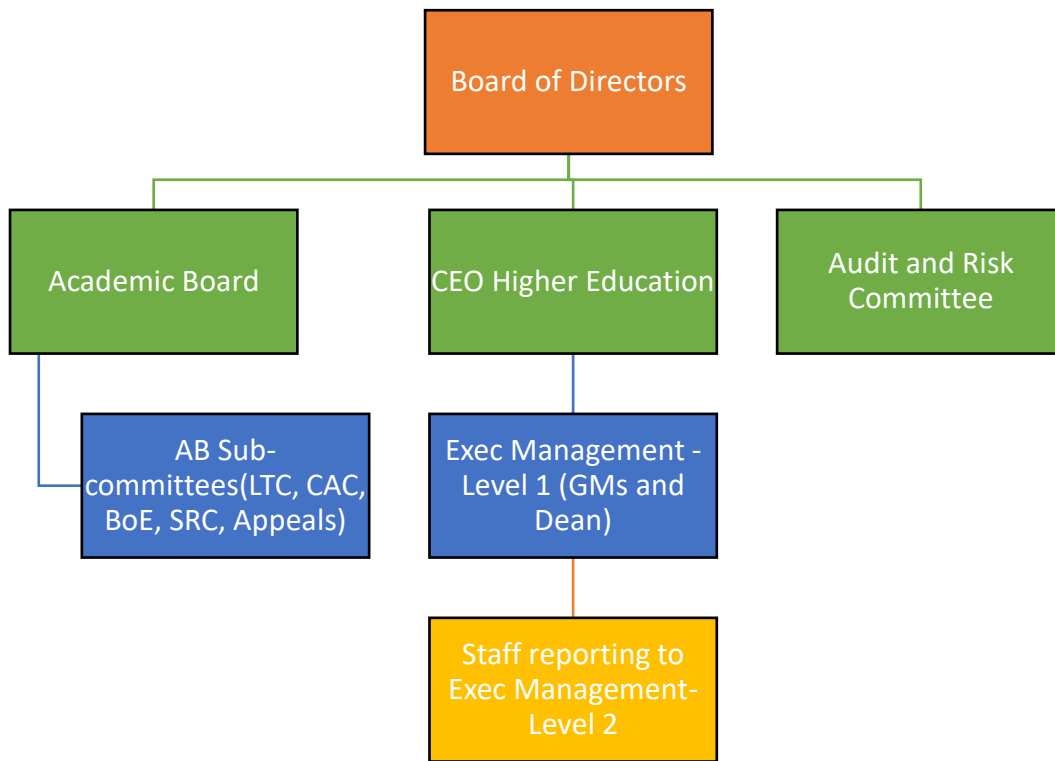 Board of Directors
Academic Board
CEO Higher Education
Audit and Risk
Committee
AB Sub-
committees(LTC, CAC,
BoE, SRC, Appeals)
Exec Management -
Level 1 (GMs and
Dean)
Staff reporting to
Exec Management-
Level 2